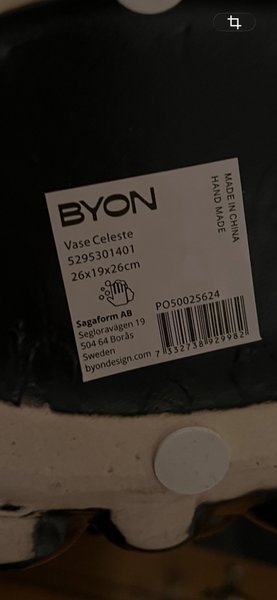 BYON
Vase Celeste
5295301401
26x19x26cm
MADE IN CHINA
HAND MADE
Sagaform AB
Segloravägen 19
504 64 Borås
Sweden
byondesign.com
PO50025624
7 332738 929982